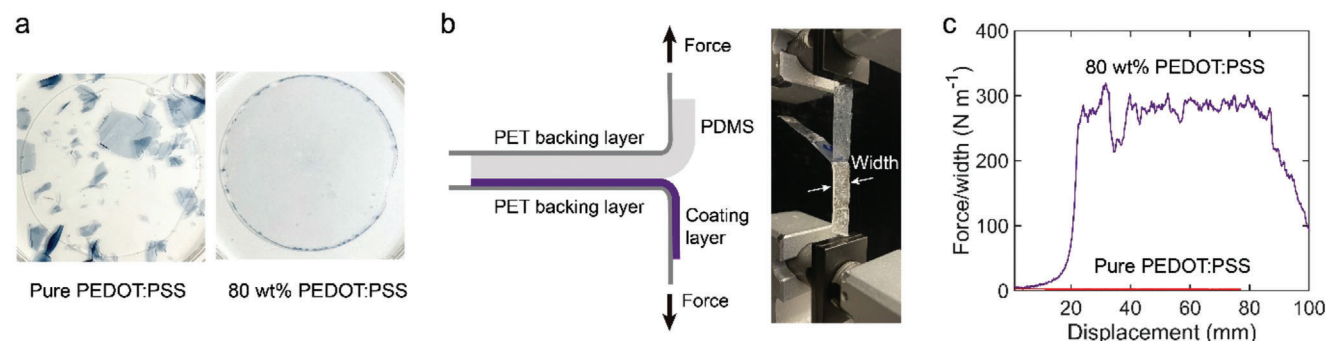 a
Pure PEDOT:PSS
80 wt% PEDOT:PSS
b
Force
PDMS
PET backing layer
PET backing layer
Coating
layer
Force
Width
c
400
300
200
100
0
Force/width (N m⁻¹)
80 wt% PEDOT:PSS
Pure PEDOT:PSS
20
40
60
80
100
Displacement (mm)